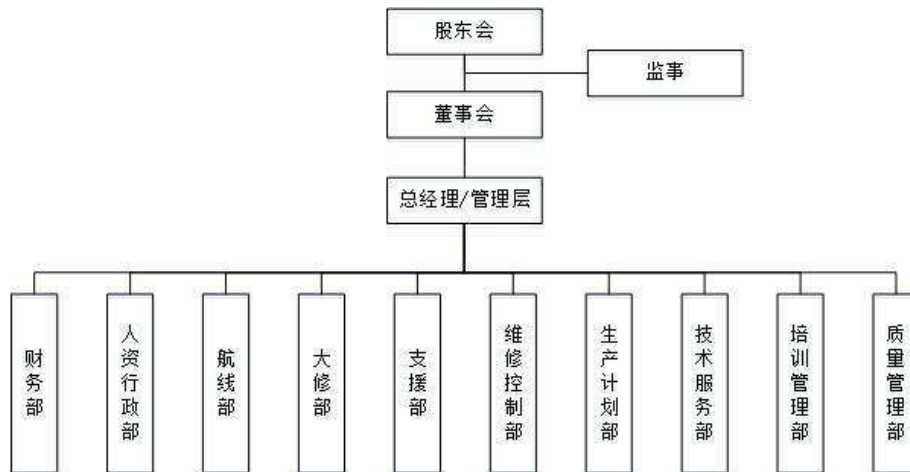 股东会
监事
董事会
总经理/管理层
财务部
人资行政部
航线部
大修部
支援部
维修控制部
生产计划部
技术服务部
培训管理部
质量管理部